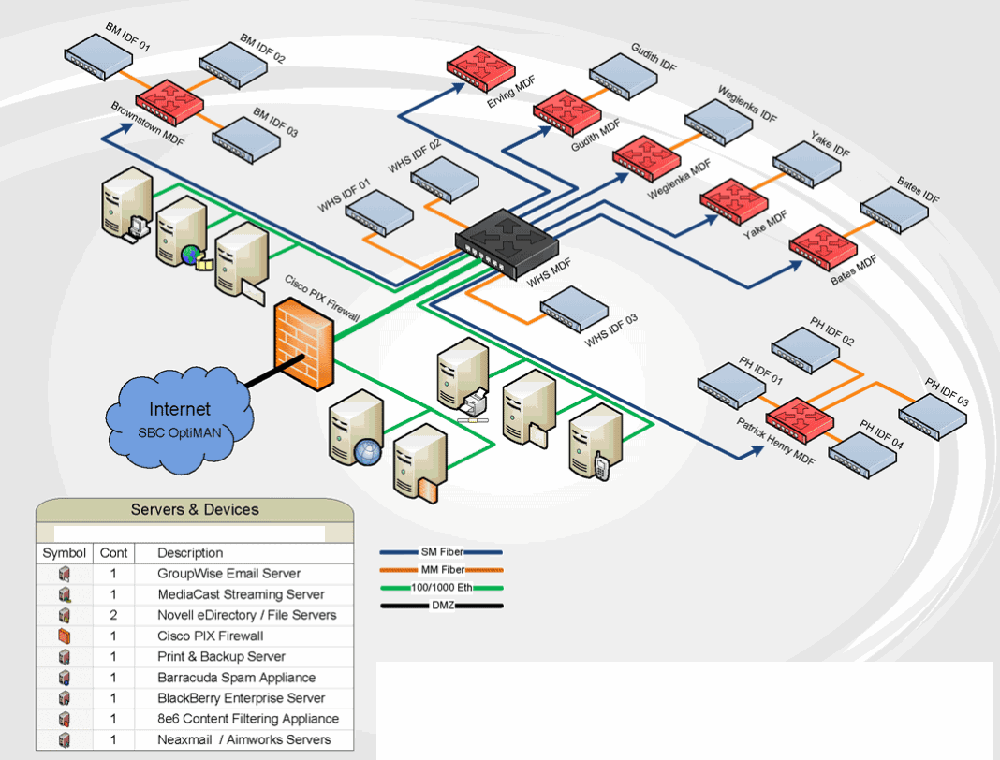 BM IDF 01
BM IDF 02
Brownstown MDF
BM IDF 03
Erving MDF
Gudith IDF
Gudith MDF
Wegienka IDF
Wegienka MDF
Yake IDF
Yake MDF
Bates IDF
Bates MDF
WHS IDF 02
WHS IDF 01
WHS MDF
WHS IDF 03
Cisco PIX Firewall
Internet
SBC OptiMAN
PH IDF 02
PH IDF 01
PH IDF 03
Patrick Henry MDF
PH IDF 04
Servers & Devices
Symbol Cont Description
1 GroupWise Email Server
1 MediaCast Streaming Server
2 Novell eDirectory / File Servers
1 Cisco PIX Firewall
1 Print & Backup Server
1 Barracuda Spam Appliance
1 BlackBerry Enterprise Server
1 8e6 Content Filtering Appliance
1 Neaxmail / Aimworks Servers
SM Fiber
MM Fiber
100/1000 Eth
DMZ